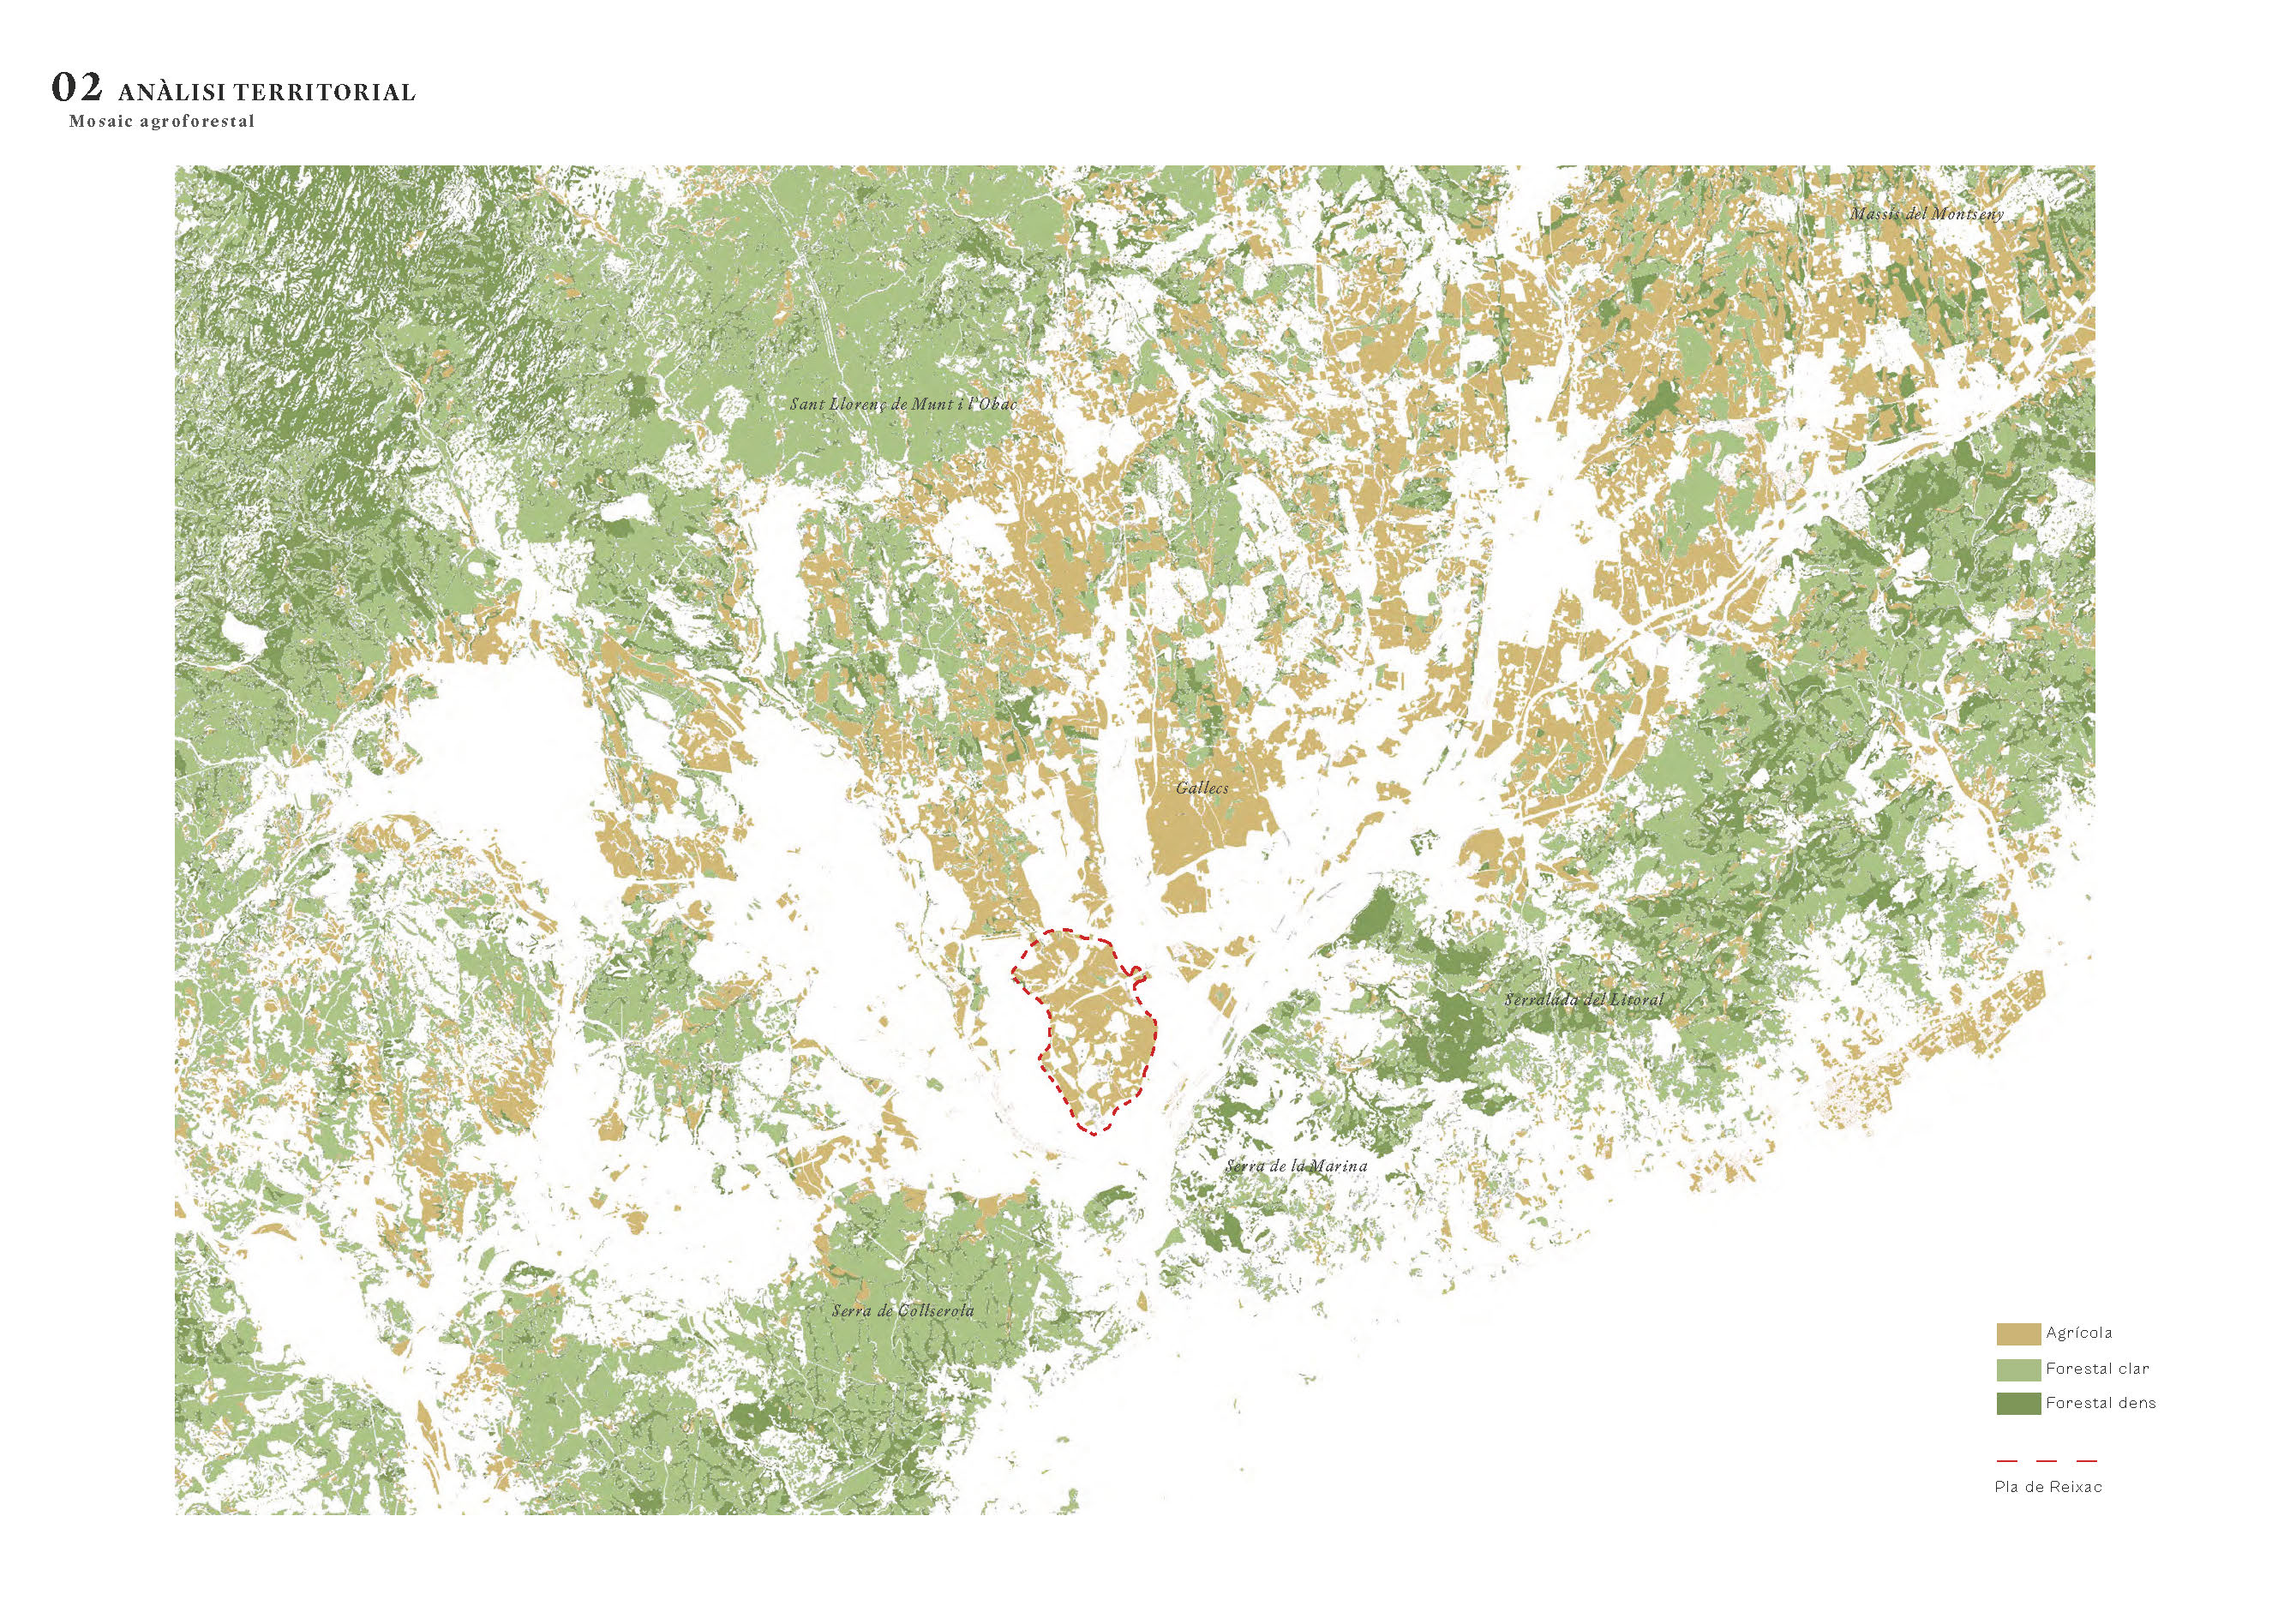 02 ANÀLISI TERRITORIAL
Mosaic agroforestal
Massís del Montseny
Sant Llorenç de Munt i l'Obac
Gallecs
Serralada del Litoral
Serra de la Marina
Serra de Collserola
Agrícola
Forestal clar
Forestal dens
Pla de Reixac